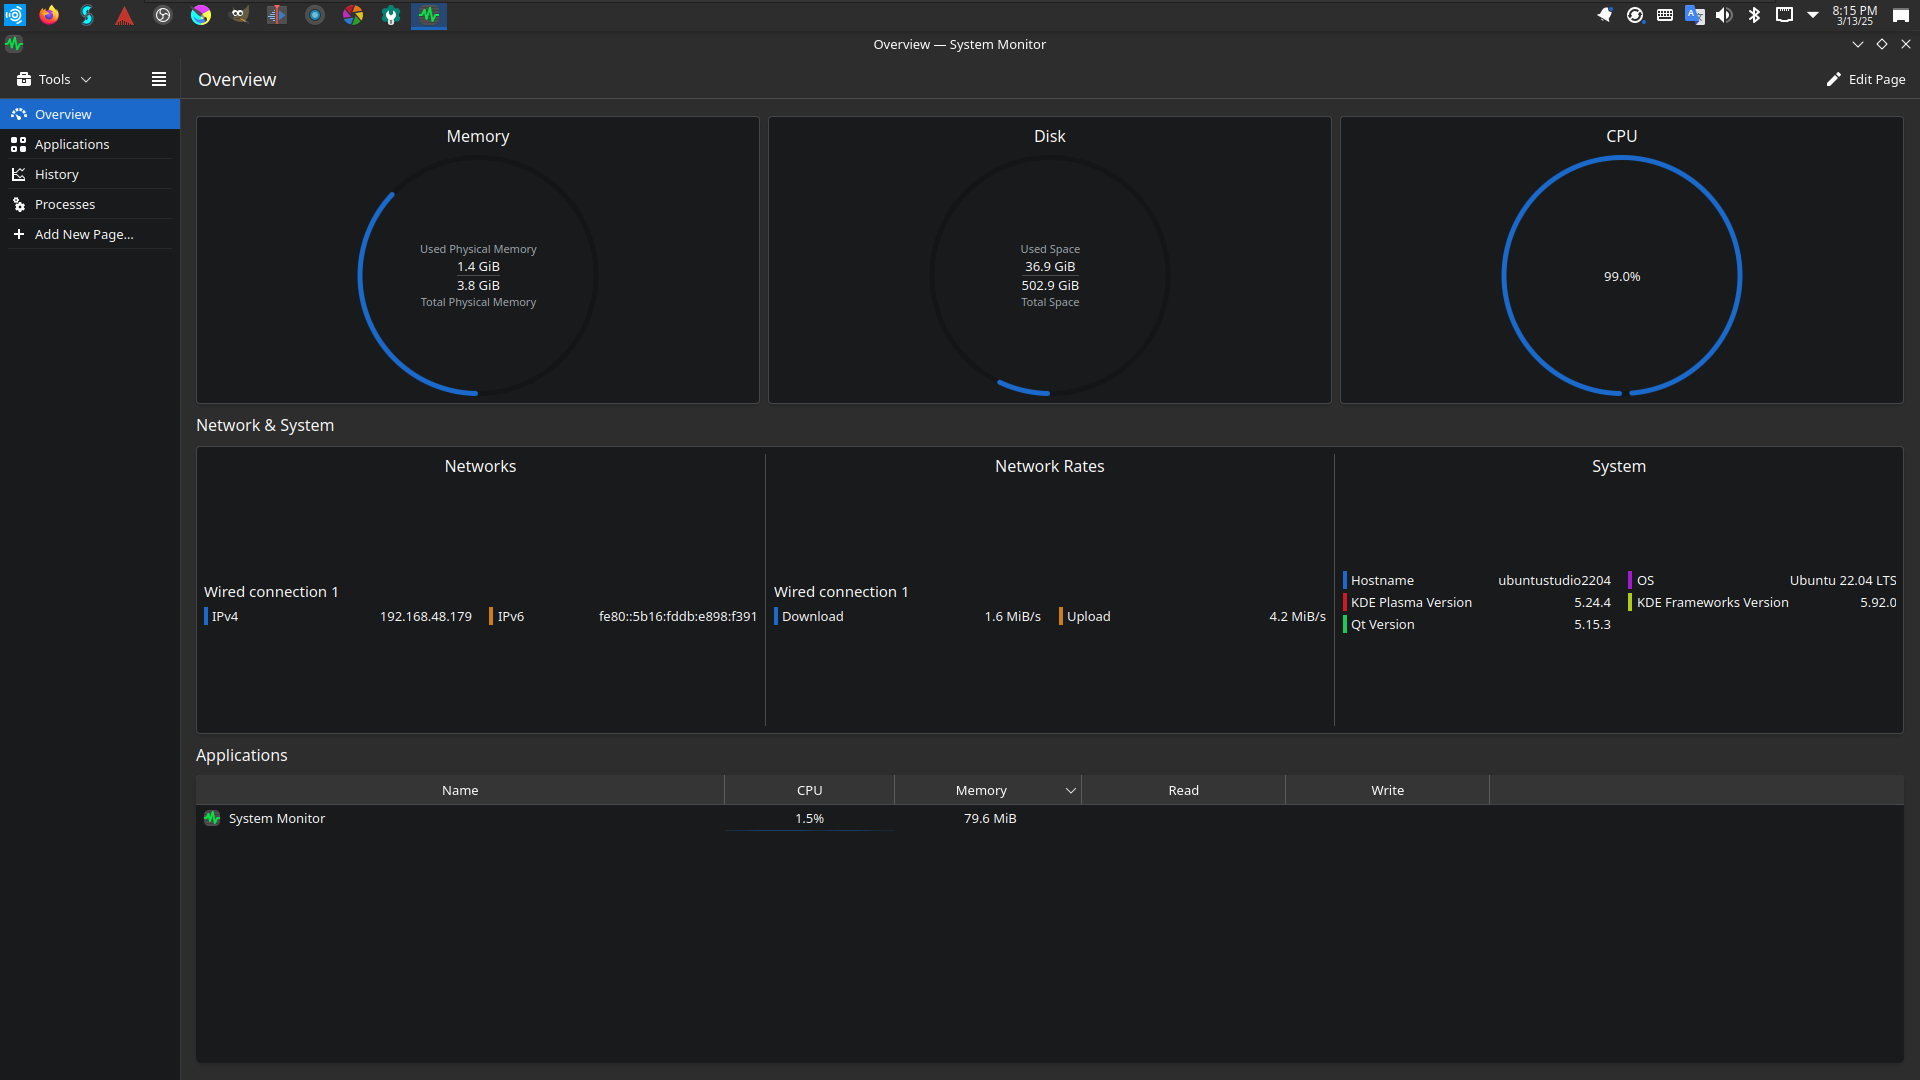 8:15 PM
3/13/25
Overview — System Monitor
Tools
Overview
Edit Page
Overview
Applications
History
Processes
Add New Page...
Memory
Used Physical Memory
1.4 GiB
3.8 GiB
Total Physical Memory
Disk
Used Space
36.9 GiB
502.9 GiB
Total Space
CPU
99.0%
Network & System
Networks
Wired connection 1
IPv4 192.168.48.179 IPv6 fe80::5b16:fddb:e898:f391
Network Rates
Wired connection 1
Download 1.6 MiB/s Upload 4.2 MiB/s
System
Hostname ubuntustudio2204 OS Ubuntu 22.04 LTS
KDE Plasma Version 5.24.4 KDE Frameworks Version 5.92.0
Qt Version 5.15.3
Applications
Name CPU Memory Read Write
System Monitor 1.5% 79.6 MiB